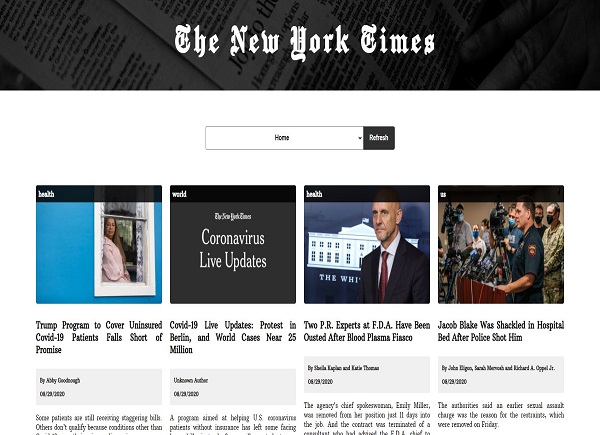 The New York Times
Home
Refresh
health
world
health
us
The New York Times
Coronavirus
Live Updates
THE WHI
Trump Program to Cover Uninsured
Covid-19 Patients Falls Short of
Promise
By Abby Goodnough
08/29/2020
Some patients are still receiving staggering bills.
Others don't qualify because conditions other than
Covid-19 Live Updates: Protest in
Berlin, and World Cases Near 25
Million
Unknown Author
08/29/2020
A program aimed at helping U.S. coronavirus
patients without insurance has left some facing
Two P.R. Experts at F.D.A. Have Been
Ousted After Blood Plasma Fiasco
By Sheila Kaplan and Katie Thomas
08/29/2020
The agency's chief spokeswoman, Emily Miller,
was removed from her position just 11 days into
the job. And the contract was terminated of a
consultant who had advised the F.D.A. chief to
Jacob Blake Was Shackled in Hospital
Bed After Police Shot Him
By John Eligon, Sarah Mervosh and Richard A. Oppel Jr.
08/29/2020
The authorities said an earlier sexual assault
charge was the reason for the restraints, which
were removed on Friday.